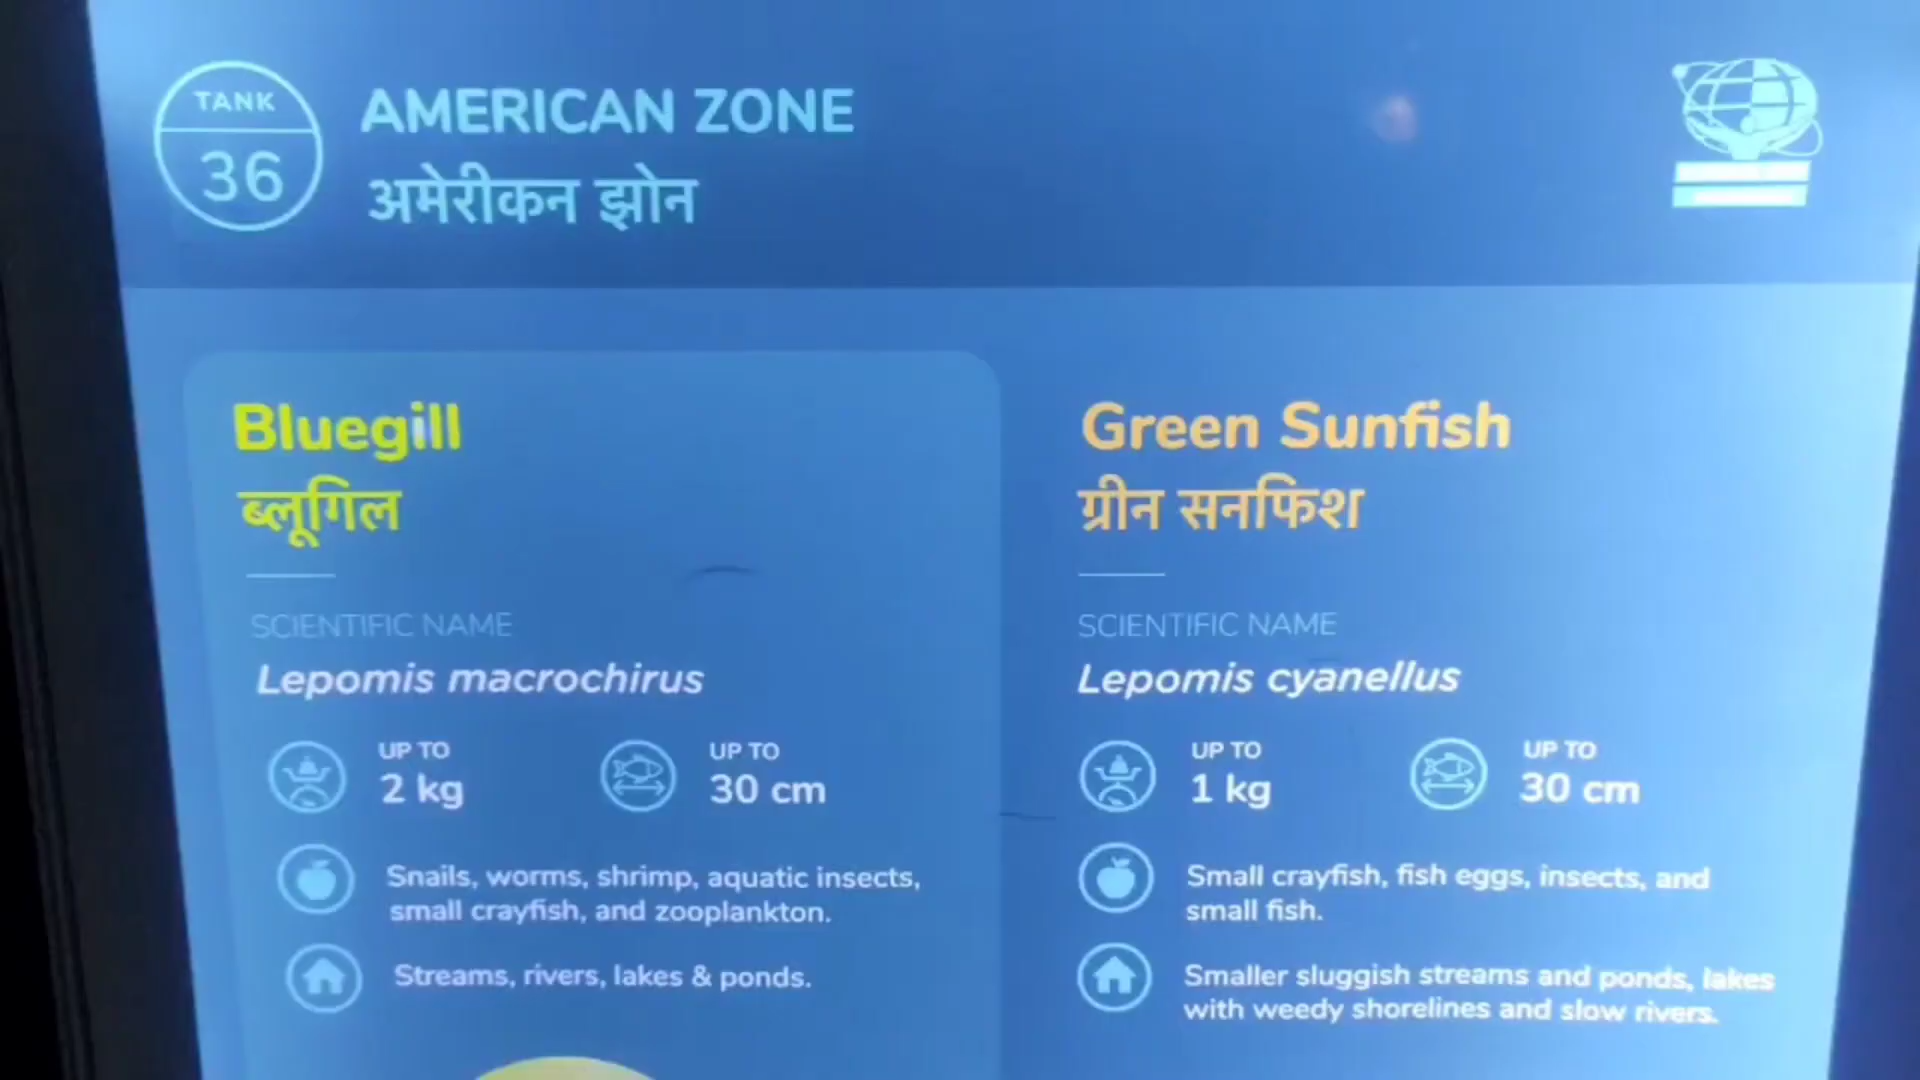 TANK
36
AMERICAN ZONE
अमेरीकन झोन
Bluegill
ब्लूगिल
SCIENTIFIC NAME
Lepomis macrochirus
UP TO
2 kg
UP TO
30 cm
Snails, worms, shrimp, aquatic insects,
small crayfish, and zooplankton.
Streams, rivers, lakes & ponds.
Green Sunfish
ग्रीन सनफिश
SCIENTIFIC NAME
Lepomis cyanellus
UP TO
1 kg
UP TO
30 cm
Small crayfish, fish eggs, insects, and
small fish.
Smaller sluggish streams and ponds, lakes
with weedy shorelines and slow rivers.